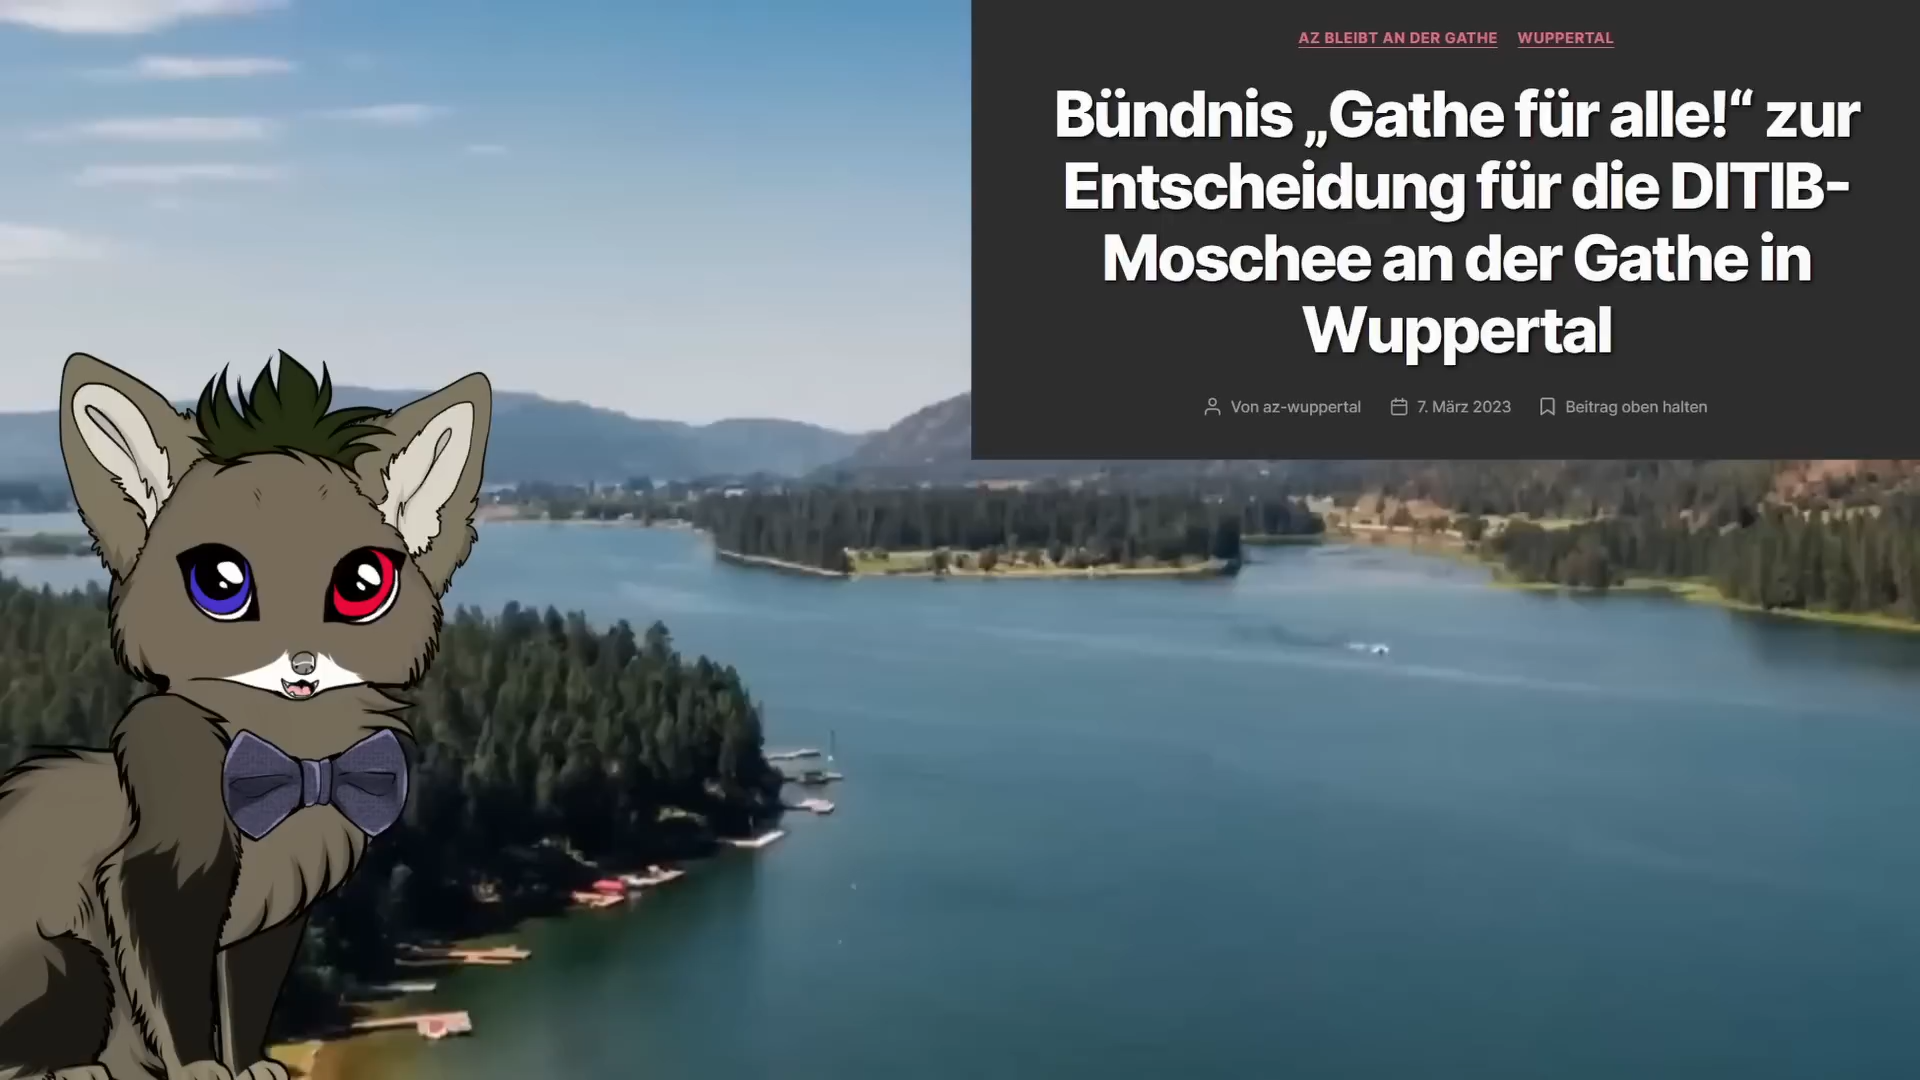 AZ BLEIBT AN DER GATHE WUPPERTAL
Bündnis „Gathe für alle!“ zur
Entscheidung für die DITIB-
Moschee an der Gathe in
Wuppertal
Von az-wuppertal 7. März 2023 Beitrag oben halten